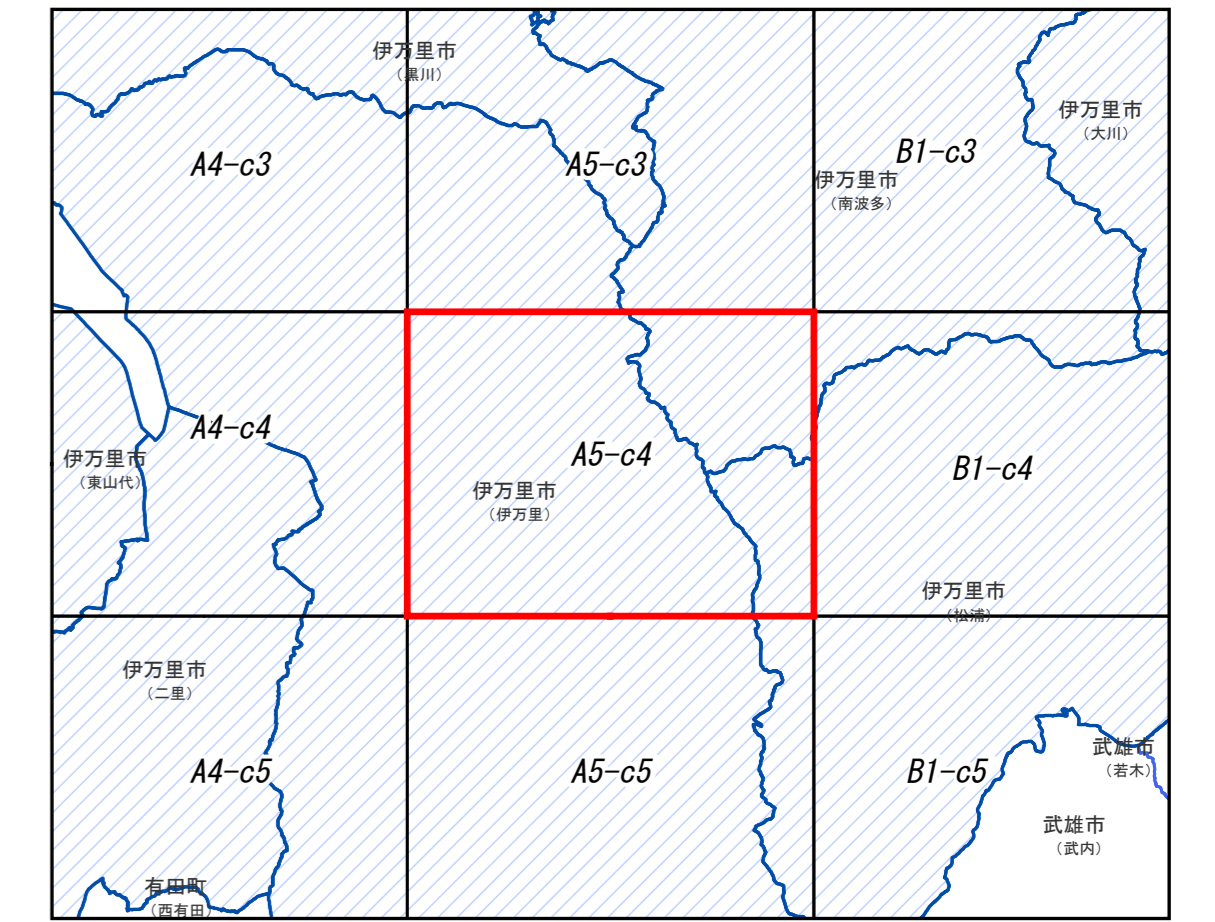 伊万里市
（黒川）
伊万里市
（大川）
A4-c3
A5-c3
B1-c3
伊万里市
（南波多）
A4-c4
伊万里市
（東山代）
A5-c4
伊万里市
（伊万里）
B1-c4
伊万里市
（松浦）
伊万里市
（二里）
A4-c5
A5-c5
B1-c5
武雄市
（若木）
武雄市
（武内）
有田町
（西有田）